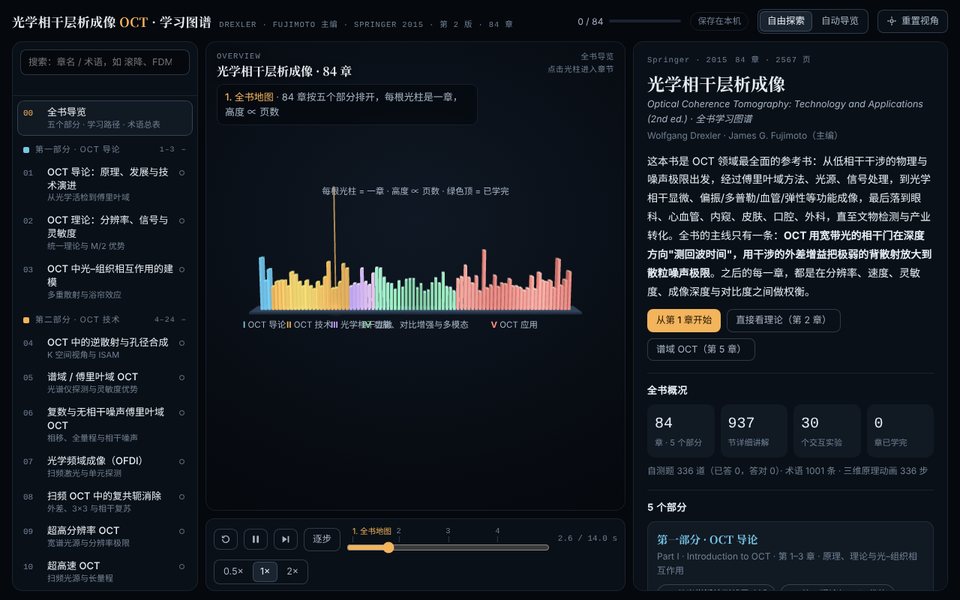 光学相干层析成像 OCT · 学习图谱
DREXLER · FUJIMOTO 主编 · SPRINGER 2015 · 第 2 版 · 84 章
0 / 84
保存在本机
自由探索
自动导览
重置视角
搜索：章名 / 术语，如 滚降、FDM
00 全书导览
五个部分 · 学习路径 · 术语总表
第一部分 · OCT 导论 1–3
01 OCT 导论：原理、发展与技
术演进
从光学活检到傅里叶域
02 OCT 理论：分辨率、信号与
灵敏度
统一理论与 M/2 优势
03 OCT 中光–组织相互作用的建
模
多重散射与浴帘效应
第二部分 · OCT 技术 4–24
04 OCT 中的逆散射与孔径合成
K 空间视角与 ISAM
05 谱域 / 傅里叶域 OCT
光谱仪探测与灵敏度优势
06 复数与无相干噪声傅里叶域
OCT
相移、全量程与相干噪声
07 光学频域成像（OFDI）
扫频激光与单元探测
08 扫频 OCT 中的复共轭消除
外差、3×3 与相干复苏
09 超高分辨率 OCT
宽谱光源与分辨率极限
10 超高速 OCT
扫频光源与长量程
OVERVIEW
光学相干层析成像 · 84 章
全书导览
点击光柱进入章节
1. 全书地图 · 84 章按五个部分排开，每根光柱是一章，
高度 ∝ 页数
每根光柱 = 一章 · 高度 ∝ 页数 · 绿色顶 = 已学完
I OCT 导论
II OCT 技术
III 光学相干
、对比增强与多模态
V OCT 应用
逐步
1. 全书地图 2 3 4
2.6 / 14.0 s
0.5× 1× 2×
Springer · 2015 84 章 · 2567 页
光学相干层析成像
Optical Coherence Tomography: Technology and Applications
(2nd ed.) · 全书学习图谱
Wolfgang Drexler · James G. Fujimoto（主编）
这本书是 OCT 领域最全面的参考书：从低相干干涉的物理与
噪声极限出发，经过傅里叶域方法、光源、信号处理，到光学
相干显微、偏振/多普勒/血管/弹性等功能成像，最后落到眼
科、心血管、内窥、皮肤、口腔、外科，直至文物检测与产业
转化。全书的主线只有一条：OCT 用宽带光的相干门在深度
方向"测回波时间"，用干涉的外差增益把极弱的背散射放大到
散粒噪声极限。之后的每一章，都是在分辨率、速度、灵敏
度、成像深度与对比度之间做权衡。
从第 1 章开始
直接看理论（第 2 章）
谱域 OCT（第 5 章）
全书概况
84
章 · 5 个部分
937
节详细讲解
30
个交互实验
0
章已学完
自测题 336 道（已答 0，答对 0）· 术语 1001 条 · 三维原理动画 336 步
5 个部分
第一部分 · OCT 导论
Part I · Introduction to OCT · 第 1–3 章 · 原理、理论与光–组织相
互作用